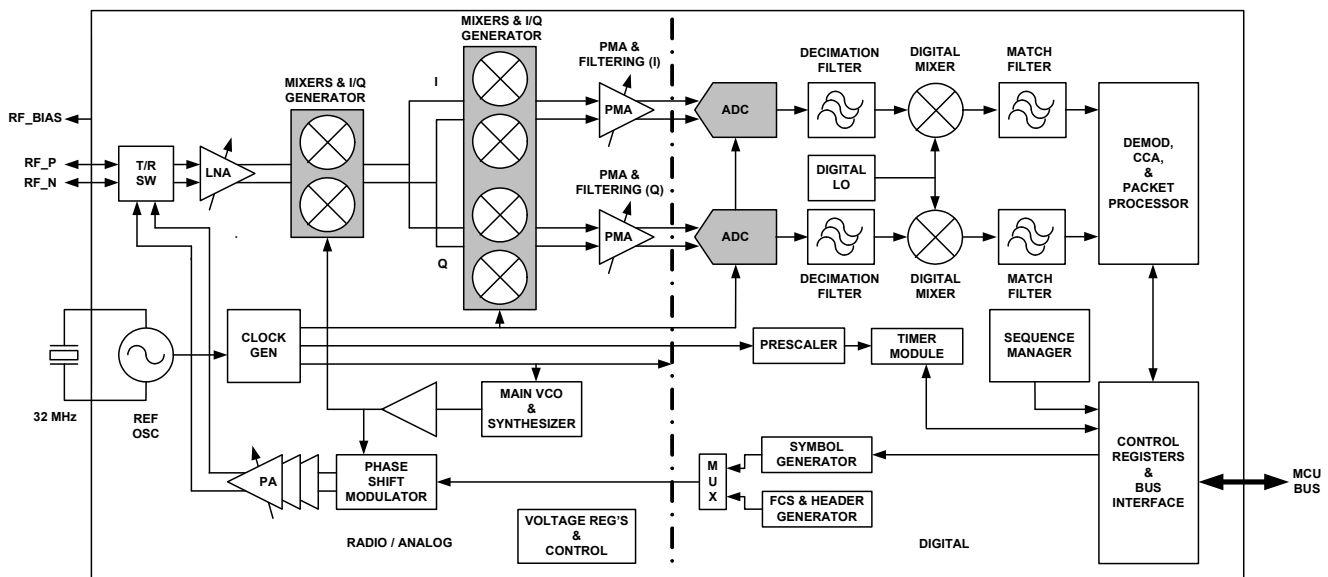 MIXERS & I/Q
GENERATOR
PMA &
FILTERING (I)
DECIMATION
FILTER
DIGITAL
MIXER
MATCH
FILTER
MIXERS & I/Q
GENERATOR
I
PMA
ADC
RF_BIAS
RF_P
RF_N
T/R
SW
LNA
DIGITAL
LO
DEMOD,
CCA,
&
PACKET
PROCESSOR
PMA &
FILTERING (Q)
PMA
ADC
Q
DECIMATION
FILTER
DIGITAL
MIXER
MATCH
FILTER
CLOCK
GEN
PRESCALER
TIMER
MODULE
SEQUENCE
MANAGER
32 MHz
REF
OSC
MAIN VCO
&
SYNTHESIZER
PA
PHASE
SHIFT
MODULATOR
MUX
SYMBOL
GENERATOR
FCS & HEADER
GENERATOR
CONTROL
REGISTERS
&
BUS
INTERFACE
MCU
BUS
VOLTAGE REG'S
&
CONTROL
RADIO / ANALOG
DIGITAL